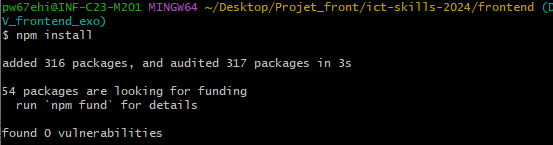 pw67ehi@INF-C23-M201 MINGW64 ~/Desktop/Projet_front/ict-skills-2024/frontend (D
V_frontend_exo)
$ npm install
added 316 packages, and audited 317 packages in 3s
54 packages are looking for funding
  run `npm fund` for details
found 0 vulnerabilities